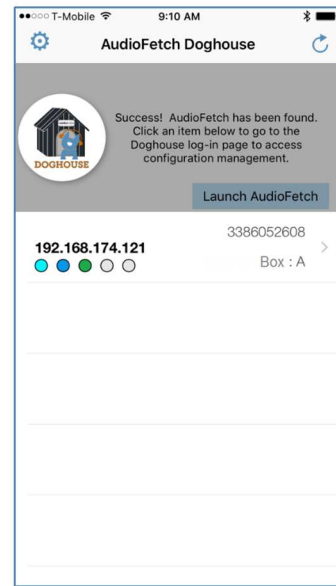 T-Mobile 9:10 AM
AudioFetch Doghouse
Success! AudioFetch has been found.
Click an item below to go to the
Doghouse log-in page to access
configuration management.
DOGHOUSE
Launch AudioFetch
3386052608
192.168.174.121
Box : A